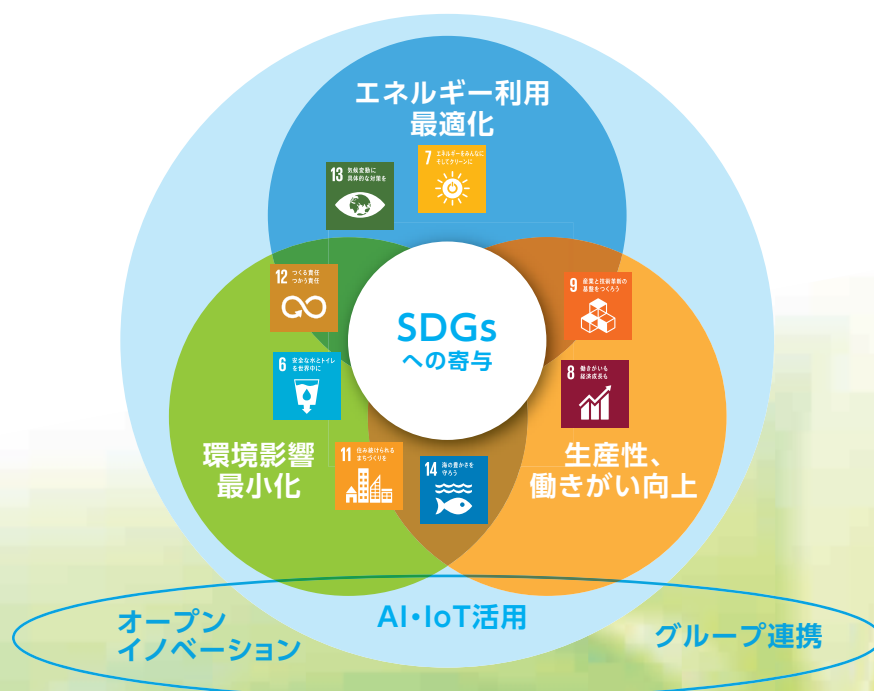 エネルギー利用
最適化
13 気候変動に
具体的な対策を
7 エネルギーをみんなに
そしてクリーンに
12 つくる責任
つかう責任
9 産業と技術革新の
基盤をつくろう
SDGs
への寄与
6 安全な水とトイレ
を世界中に
8 働きがいも
経済成長も
環境影響
最小化
11 住み続けられる
まちづくりを
14 海の豊かさを
守ろう
生産性、
働きがい向上
オープン
イノベーション
AI・IoT活用
グループ連携